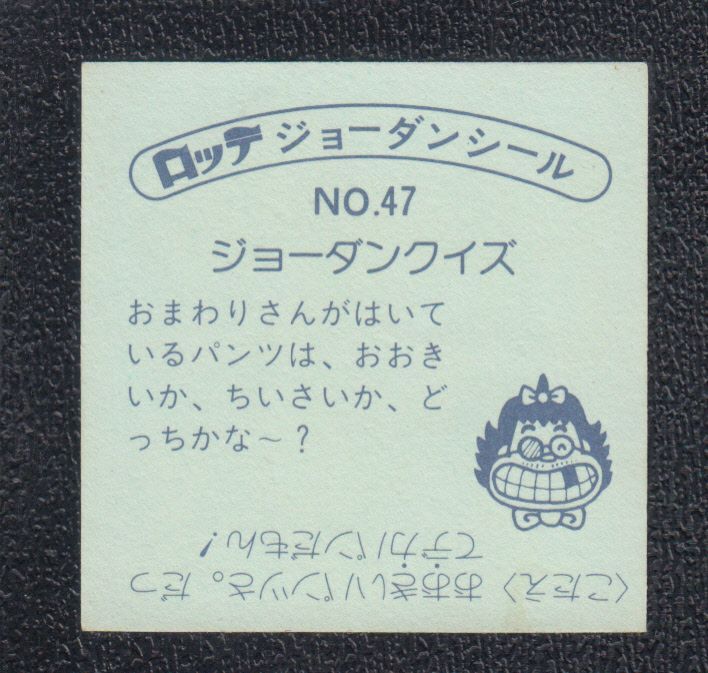 ロッテ ジョーダンシール
NO.47
ジョーダンクイズ
おまわりさんがはいて
いるパンツは、おおき
いか、ちいさいか、ど
っちかな〜?
〈こたえ〉おおきいパンツさ。だっ
てデカパンだもん!